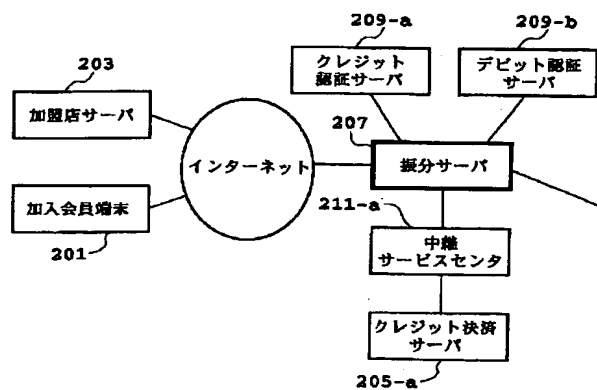 209-a
209-b
クレジット
認証サーバ
デビット認証
サーバ
203
加盟店サーバ
207
インターネット
振分サーバ
211-a
加入会員端末
201
中継
サービスセンタ
クレジット決済
サーバ
205-a